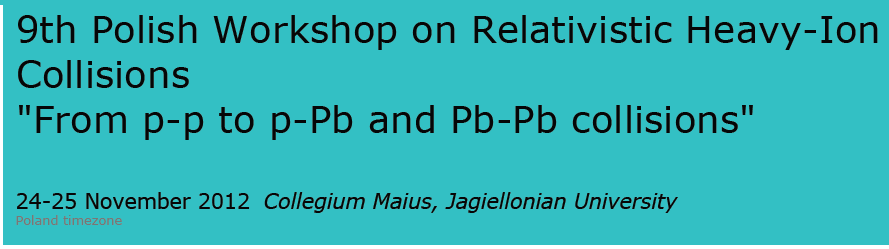 9th Polish Workshop on Relativistic Heavy-Ion
Collisions
"From p-p to p-Pb and Pb-Pb collisions"
24-25 November 2012 Collegium Maius, Jagiellonian University
Poland timezone